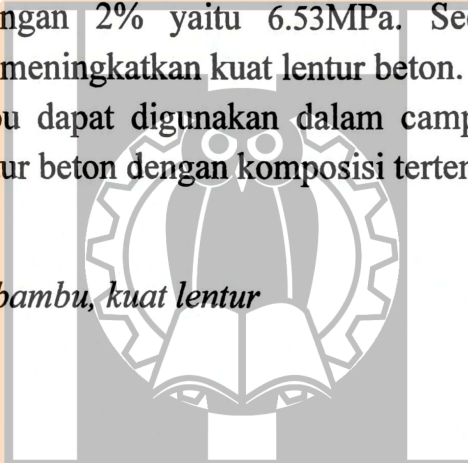 ngan 2% yaitu 6.53MPa. Se
meningkatkan kuat lentur beton.
u dapat digunakan dalam camp
ur beton dengan komposisi terten
bambu, kuat lentur